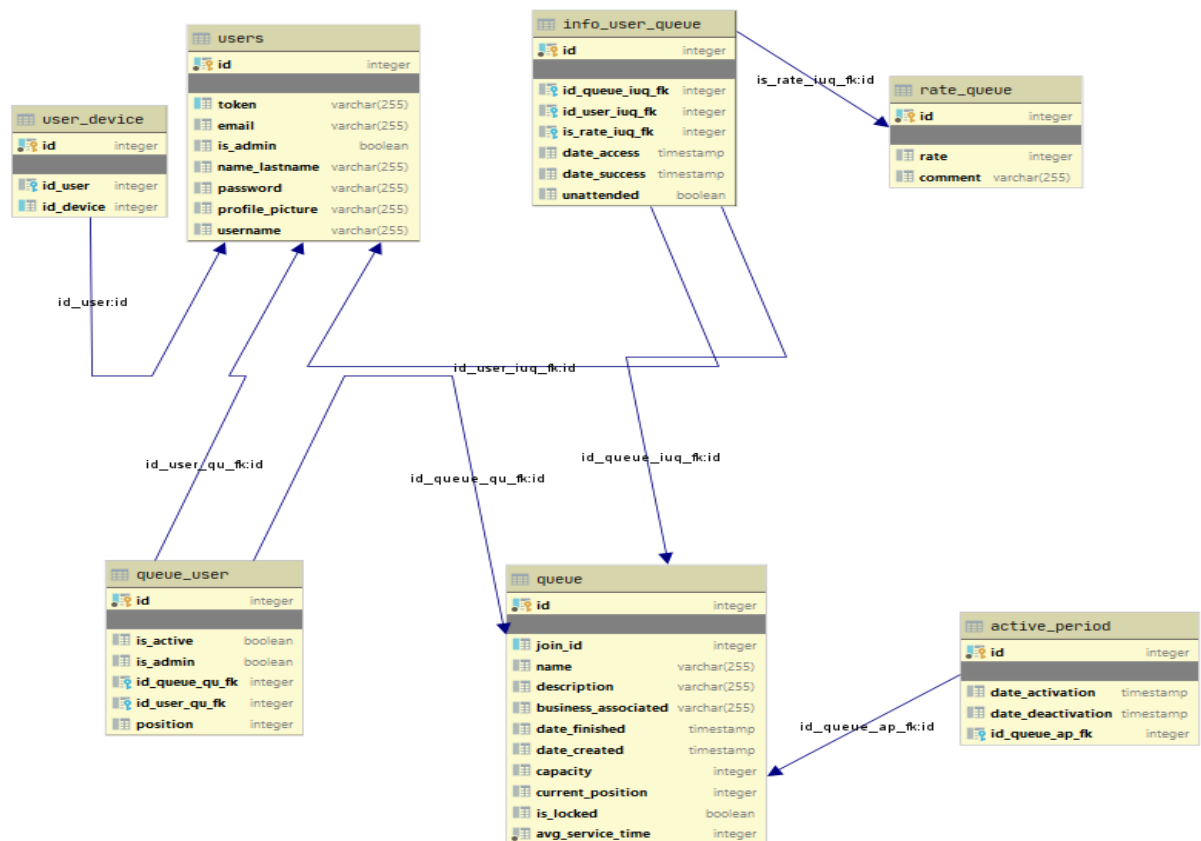 users
id integer
token varchar(255)
email varchar(255)
is_admin boolean
name_lastname varchar(255)
password varchar(255)
profile_picture varchar(255)
username varchar(255)
info_user_queue
id integer
id_queue_iuq_fk integer
id_user_iuq_fk integer
is_rate_iuq_fk integer
date_access timestamp
date_success timestamp
unattended boolean
is_rate_iuq_fk:id
rate_queue
id integer
rate integer
comment varchar(255)
user_device
id integer
id_user integer
id_device integer
id_user:id
id_user_iuq_fk:id
id_user_qu_fk:id
id_queue_qu_fk:id
id_queue_iuq_fk:id
queue_user
id integer
is_active boolean
is_admin boolean
id_queue_qu_fk integer
id_user_qu_fk integer
position integer
queue
id integer
join_id integer
name varchar(255)
description varchar(255)
business_associated varchar(255)
date_finished timestamp
date_created timestamp
capacity integer
current_position integer
is_locked boolean
avg_service_time integer
active_period
id integer
date_activation timestamp
date_deactivation timestamp
id_queue_ap_fk integer
id_queue_ap_fk:id